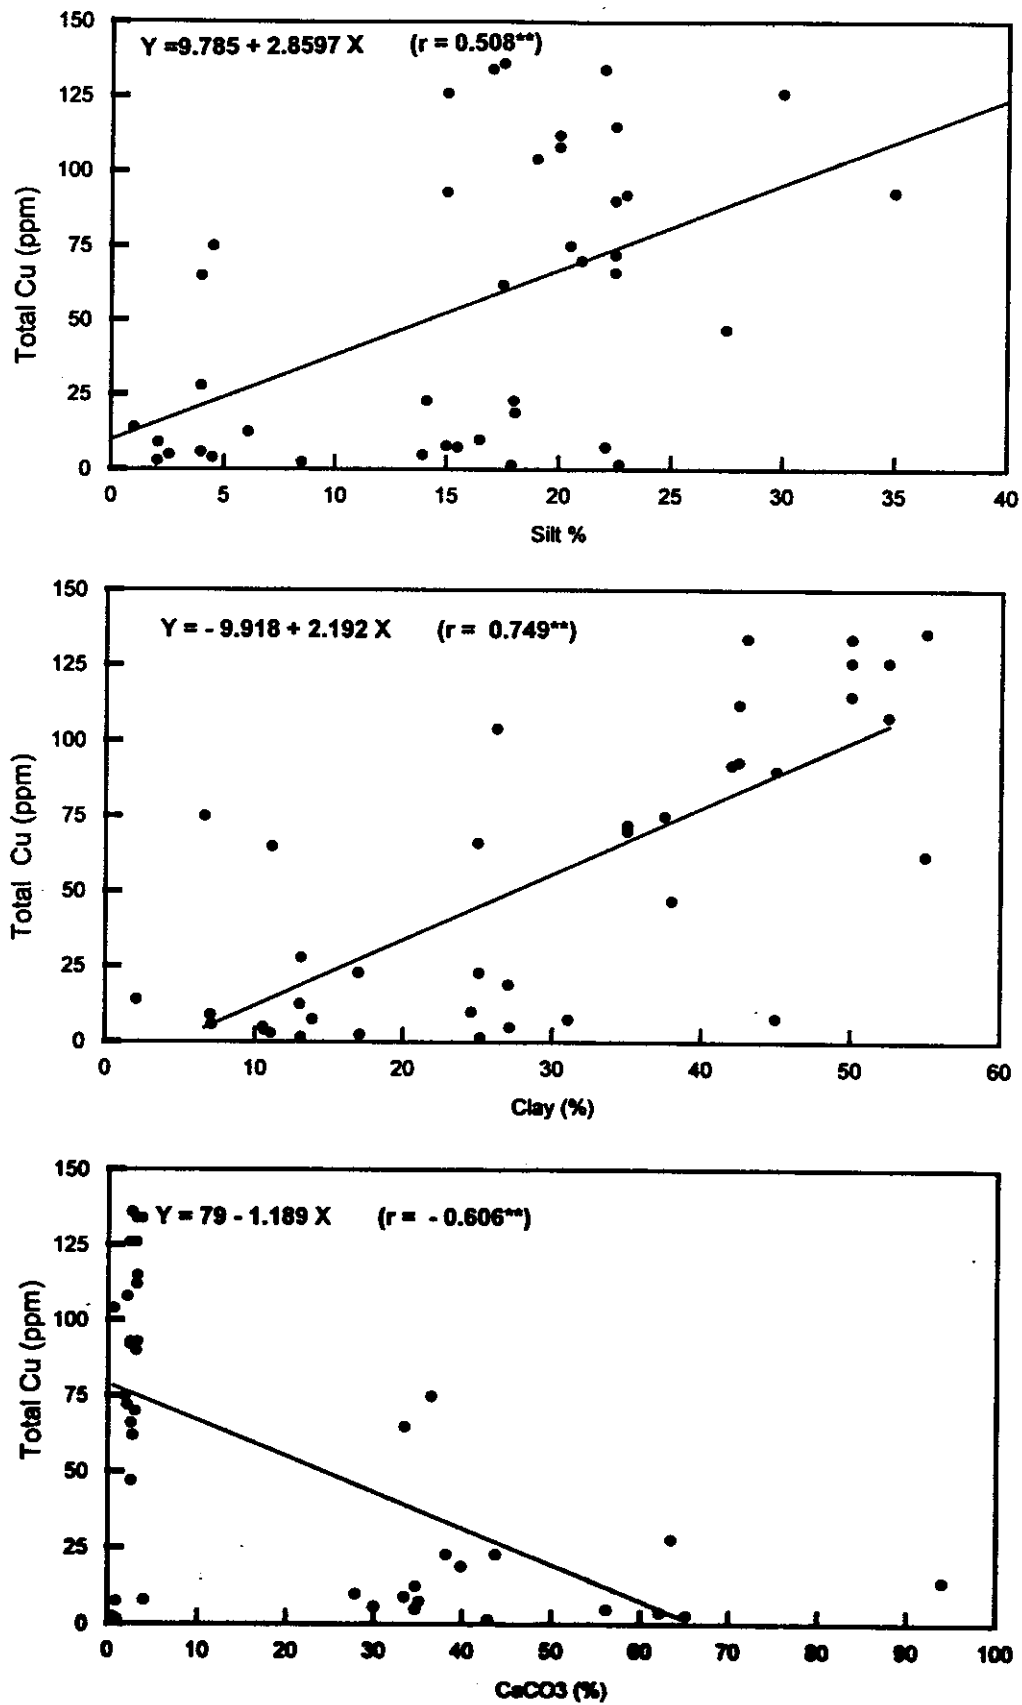 150
Y =9.785 + 2.8597 X (r = 0.508**)
125
100
75
50
25
0
Total Cu (ppm)
0 5 10 15 20 25 30 35 40
Silt %
150
Y = - 9.918 + 2.192 X (r = 0.749**)
125
100
75
50
25
0
Total Cu (ppm)
0 10 20 30 40 50 60
Clay (%)
150
Y = 79 - 1.189 X (r = - 0.606**)
125
100
75
50
25
0
Total Cu (ppm)
0 10 20 30 40 50 60 70 80 90 100
CaCO3 (%)